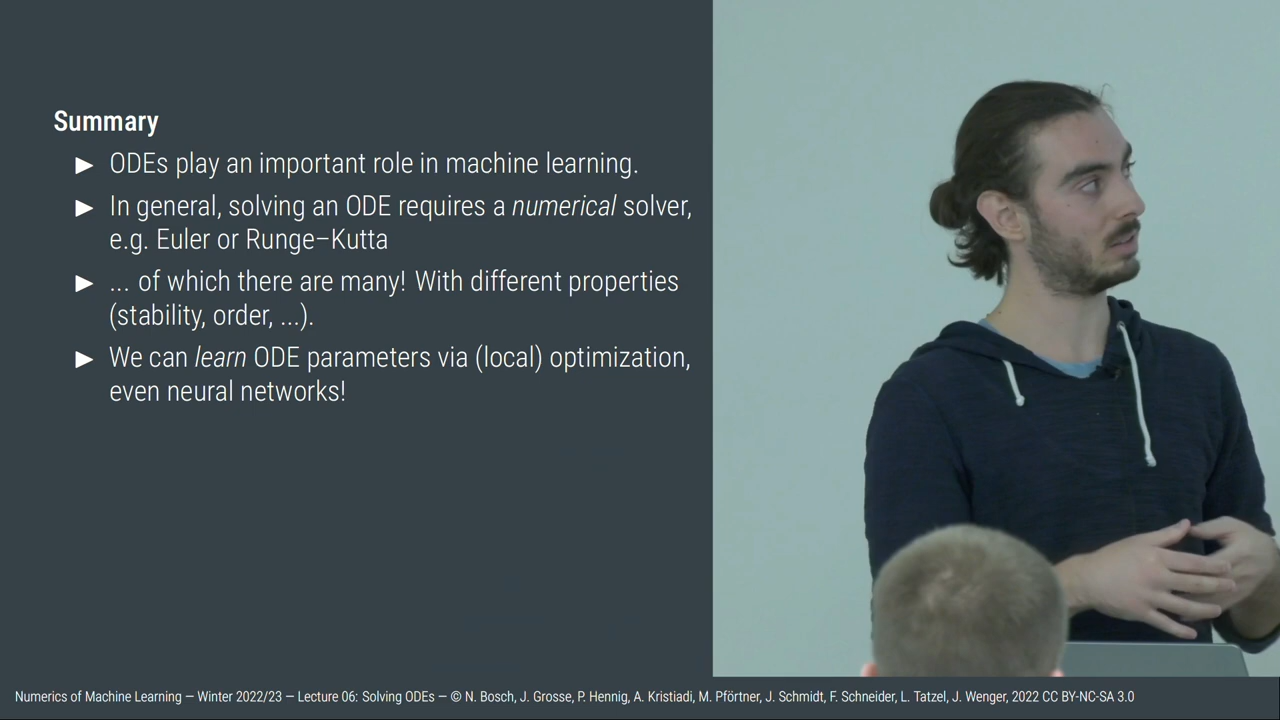 Summary
▶ ODEs play an important role in machine learning.
▶ In general, solving an ODE requires a numerical solver,
e.g. Euler or Runge–Kutta
▶ ... of which there are many! With different properties
(stability, order, ...).
▶ We can learn ODE parameters via (local) optimization,
even neural networks!
Numerics of Machine Learning — Winter 2022/23 — Lecture 06: Solving ODEs — © N. Bosch, J. Grosse, P. Hennig, A. Kristiadi, M. Pförtner, J. Schmidt, F. Schneider, L. Tatzel, J. Wenger, 2022 CC BY-NC-SA 3.0